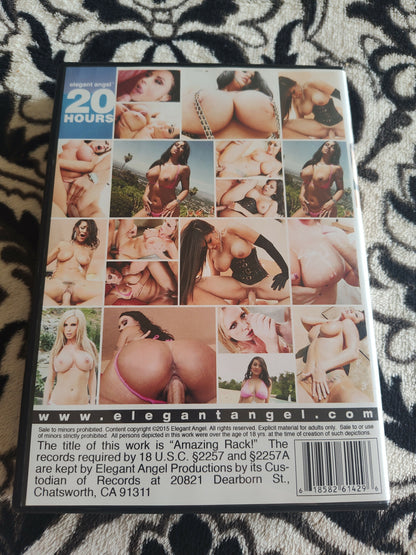 elegant angel
20
HOURS
www.elegantangel.com
Sale to minors prohibited. Content copyright ©2015 Elegant Angel. All rights reserved. Explicit material for adults only. Sale to or use
of minors strictly prohibited. All persons depicted in this work were over the age of 18 yrs. at the time of creation of such depictions.
The title of this work is "Amazing Rack!" The
records required by 18 U.S.C. §2257 and §2257A
are kept by Elegant Angel Productions by its Cus-
todian of Records at 20821 Dearborn St.,
Chatsworth, CA 91311
6 18582 61429 6